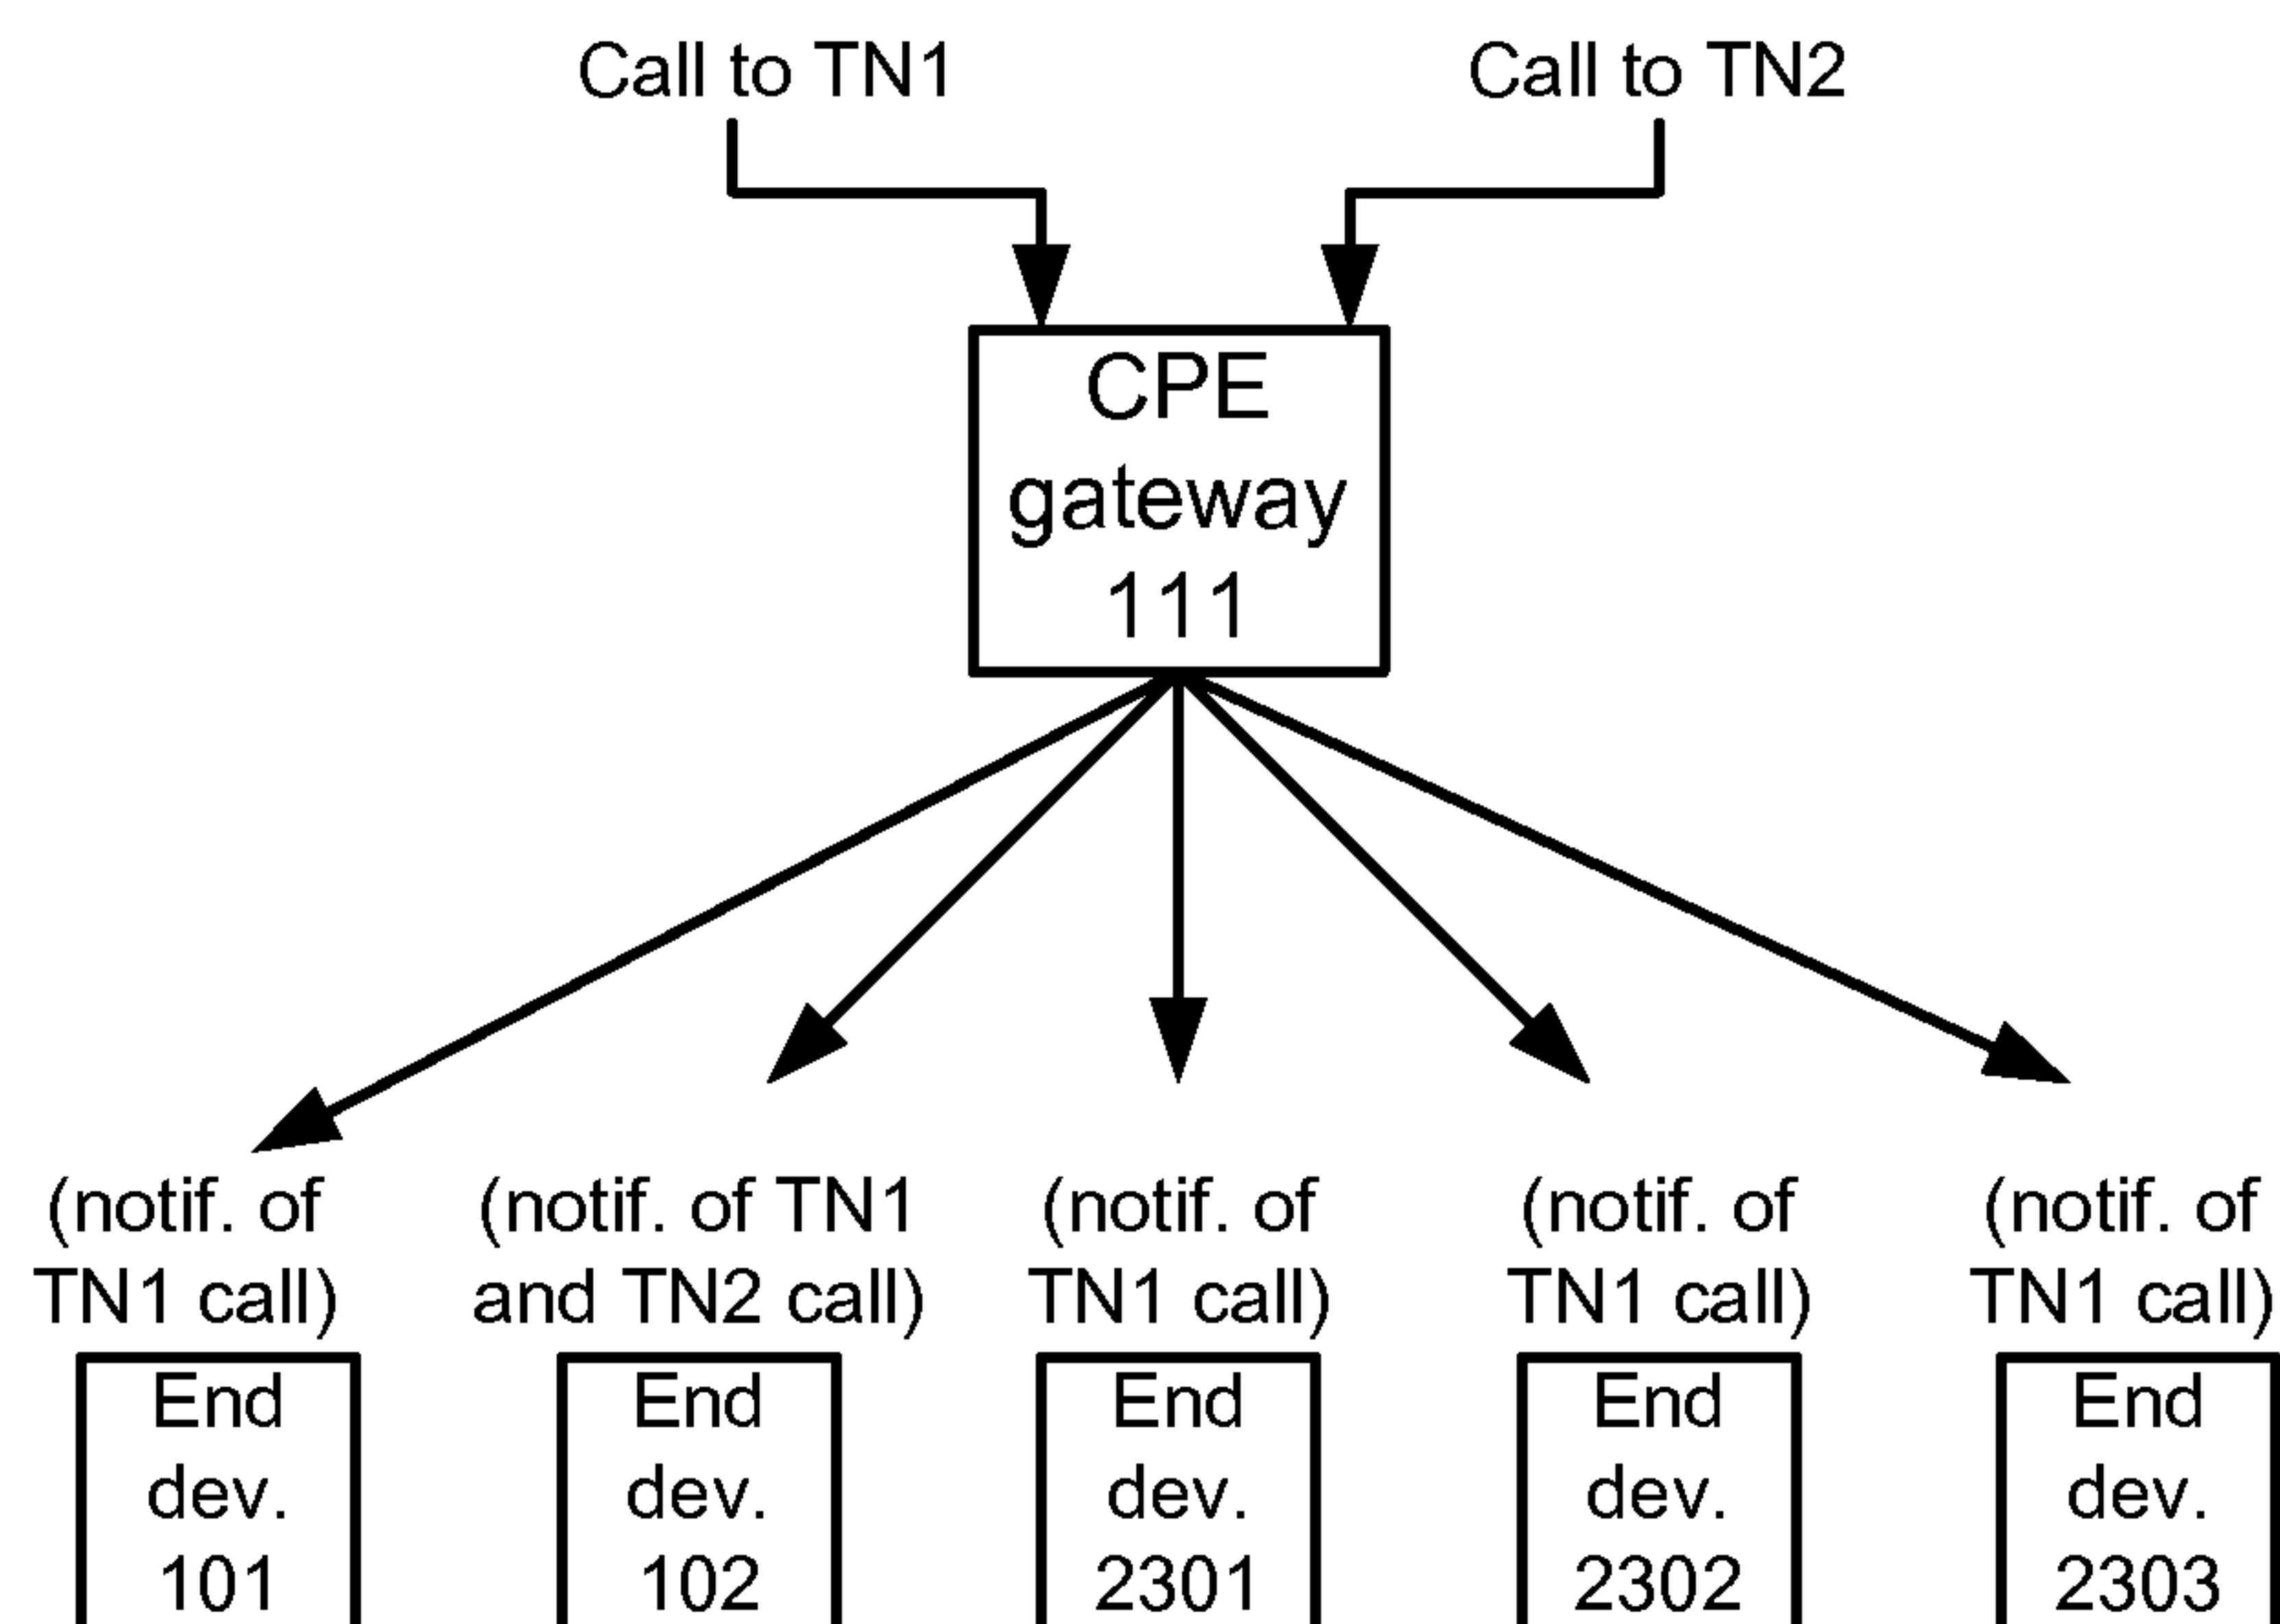 Call to TN1
Call to TN2
CPE
gateway
111
(notif. of
TN1 call)
(notif. of TN1
and TN2 call)
(notif. of
TN1 call)
(notif. of
TN1 call)
(notif. of
TN1 call)
End
dev.
101
End
dev.
102
End
dev.
2301
End
dev.
2302
End
dev.
2303